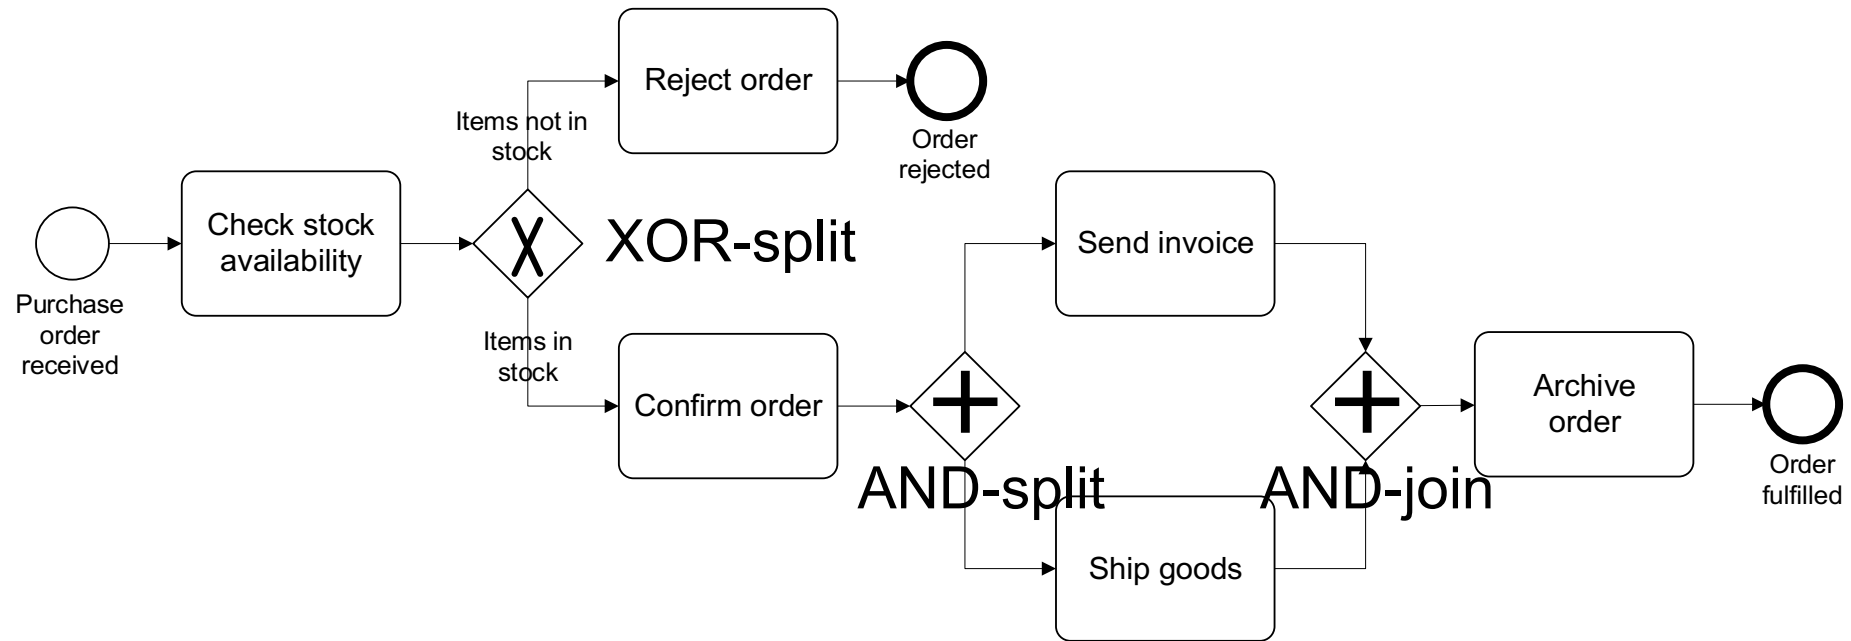 Reject order
Items not in
stock
Order
rejected
Check stock
availability
X
XOR-split
Send invoice
Purchase
order
received
Items in
stock
Confirm order
Archive
order
AND-split
AND-join
Order
fulfilled
Ship goods